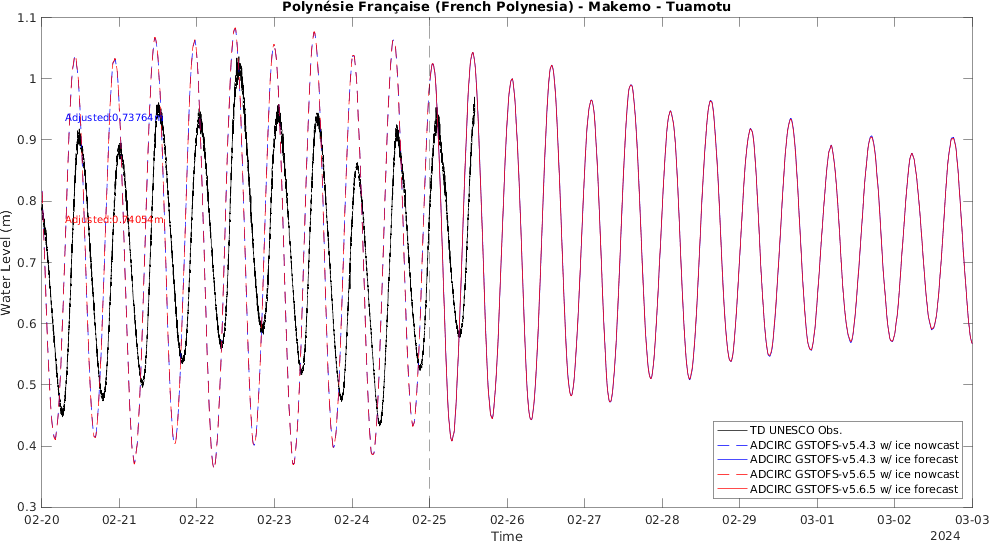 Polynésie Française (French Polynesia) - Makemo - Tuamotu
1.1
1
0.9
0.8
0.7
0.6
0.5
0.4
0.3
Water Level (m)
Adjusted:0.73764m
Adjusted:0.74054m
TD UNESCO Obs.
ADCIRC GSTOFS-v5.4.3 w/ ice nowcast
ADCIRC GSTOFS-v5.4.3 w/ ice forecast
ADCIRC GSTOFS-v5.6.5 w/ ice nowcast
ADCIRC GSTOFS-v5.6.5 w/ ice forecast
02-20 02-21 02-22 02-23 02-24 02-25 02-26 02-27 02-28 02-29 03-01 03-02 03-03
Time
2024